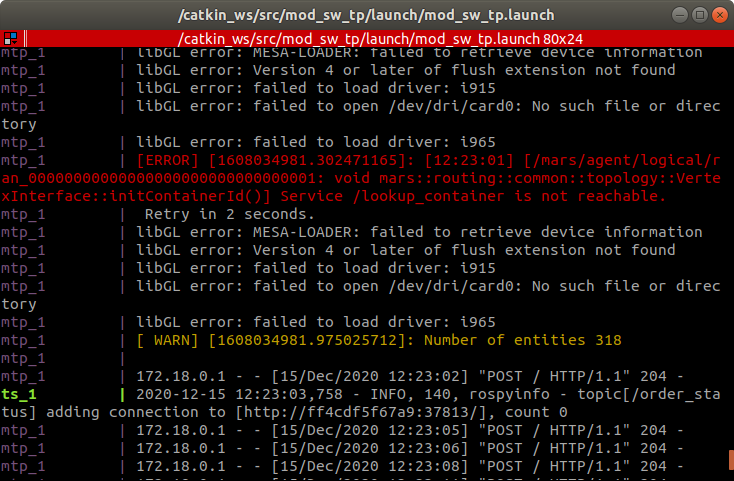 /catkin_ws/src/mod_sw_tp/launch/mod_sw_tp.launch
/catkin_ws/src/mod_sw_tp/launch/mod_sw_tp.launch 80x24
mtp_1        | libGL error: MESA-LOADER: failed to retrieve device information
mtp_1        | libGL error: Version 4 or later of flush extension not found
mtp_1        | libGL error: failed to load driver: i915
mtp_1        | libGL error: failed to open /dev/dri/card0: No such file or direc
tory
mtp_1        | libGL error: failed to load driver: i965
mtp_1        | [ERROR] [1608034981.302471165]: [12:23:01] [/mars/agent/logical/r
an_00000000000000000000000000000001: void mars::routing::common::topology::Verte
xInterface::initContainerId()] Service /lookup_container is not reachable.
mtp_1        |  Retry in 2 seconds.
mtp_1        | libGL error: MESA-LOADER: failed to retrieve device information
mtp_1        | libGL error: Version 4 or later of flush extension not found
mtp_1        | libGL error: failed to load driver: i915
mtp_1        | libGL error: failed to open /dev/dri/card0: No such file or direc
tory
mtp_1        | libGL error: failed to load driver: i965
mtp_1        | [ WARN] [1608034981.975025712]: Number of entities 318
mtp_1        |
mtp_1        | 172.18.0.1 - - [15/Dec/2020 12:23:02] "POST / HTTP/1.1" 204 -
ts_1         | 2020-12-15 12:23:03,758 - INFO, 140, rospyinfo - topic[/order_sta
tus] adding connection to [http://ff4cdf5f67a9:37813/], count 0
mtp_1        | 172.18.0.1 - - [15/Dec/2020 12:23:05] "POST / HTTP/1.1" 204 -
mtp_1        | 172.18.0.1 - - [15/Dec/2020 12:23:06] "POST / HTTP/1.1" 204 -
mtp_1        | 172.18.0.1 - - [15/Dec/2020 12:23:08] "POST / HTTP/1.1" 204 -